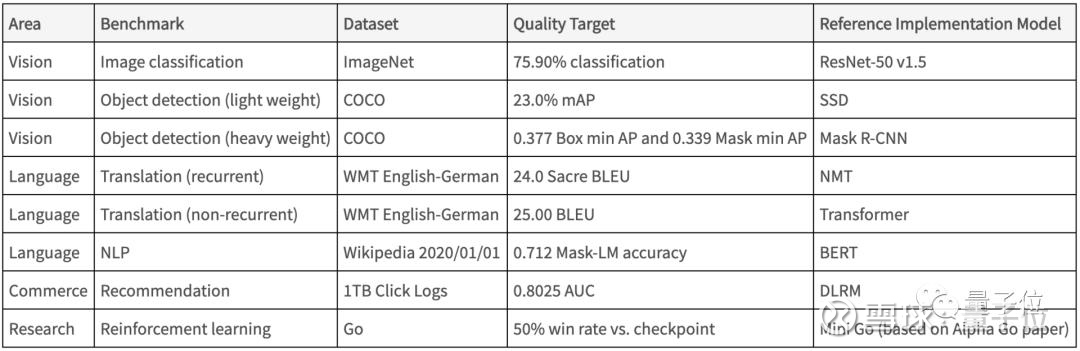 Area Benchmark Dataset Quality Target Reference Implementation Model
Vision Image classification ImageNet 75.90% classification ResNet-50 v1.5
Vision Object detection (light weight) COCO 23.0% mAP SSD
Vision Object detection (heavy weight) COCO 0.377 Box min AP and 0.339 Mask min AP Mask R-CNN
Language Translation (recurrent) WMT English-German 24.0 Sacre BLEU NMT
Language Translation (non-recurrent) WMT English-German 25.00 BLEU Transformer
Language NLP Wikipedia 2020/01/01 0.712 Mask-LM accuracy BERT
Commerce Recommendation 1TB Click Logs 0.8025 AUC DLRM
Research Reinforcement learning Go 50% win rate vs. checkpoint Mini Go (based on Alpha Go paper)
量子位
雪球
量子位